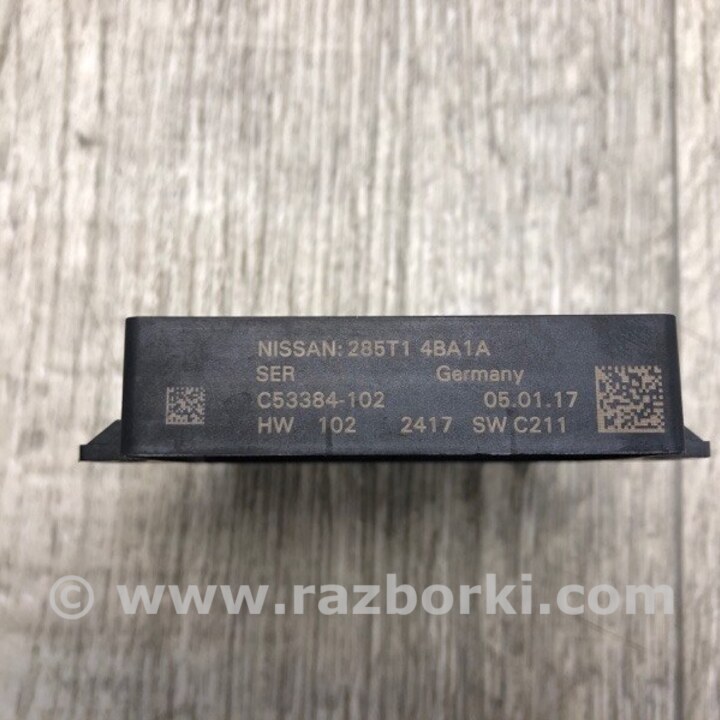 NISSAN: 285T1 4BA1A
SER Germany
C53384-102 05.01.17
HW 102 2417 SW C211
© www.razborki.com